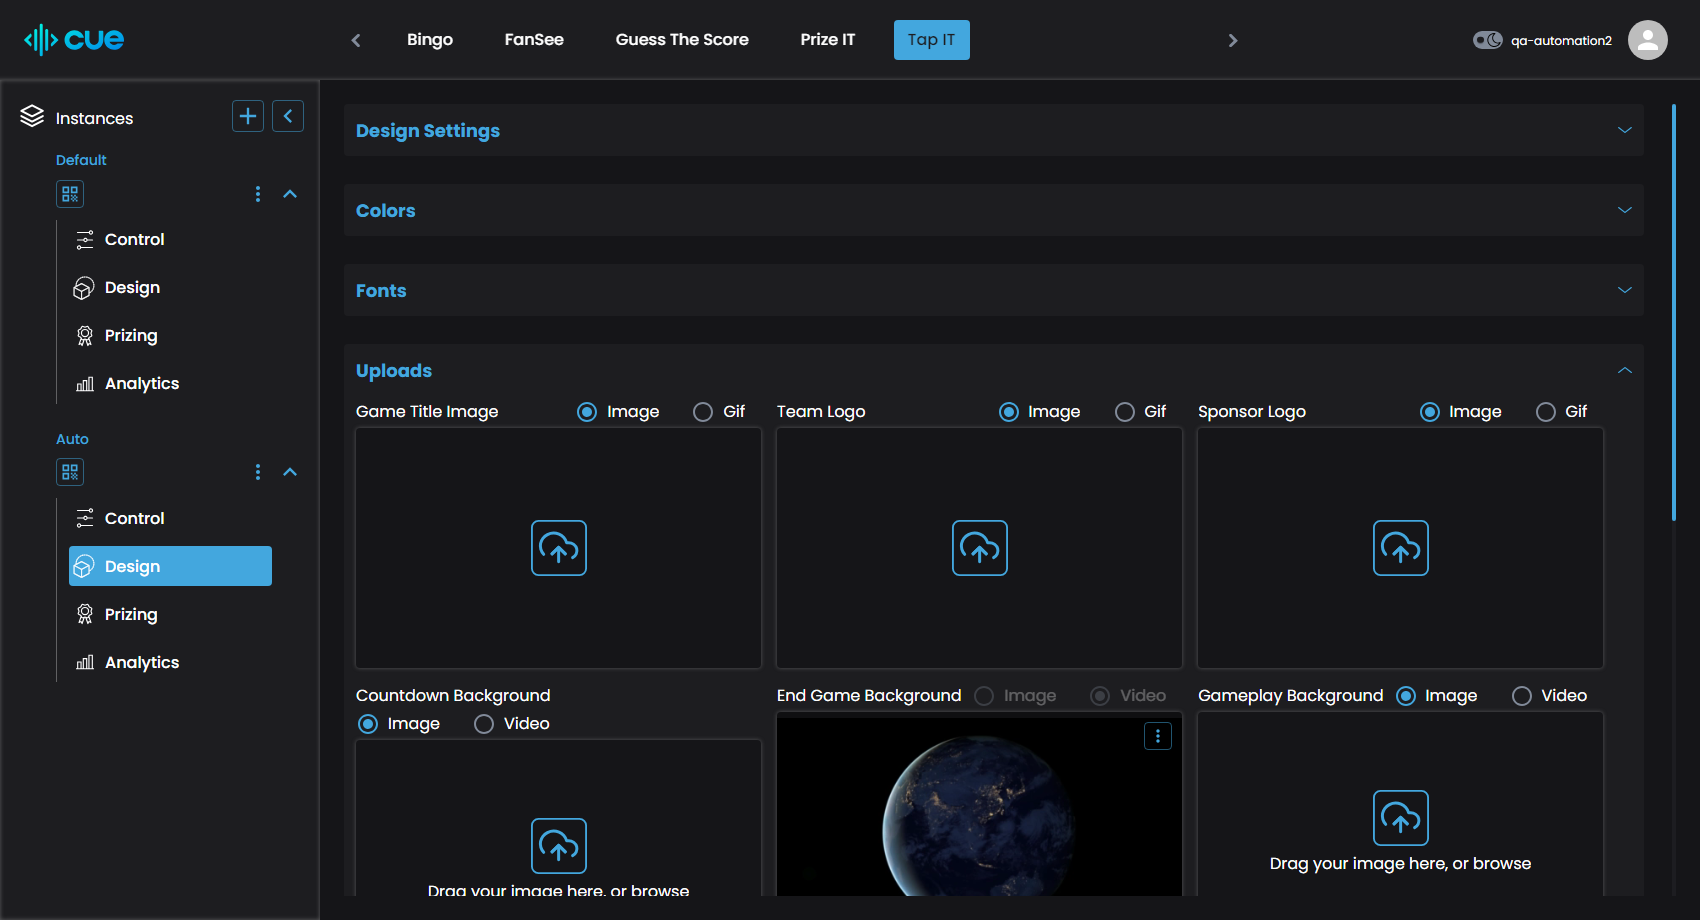 cue
Bingo
FanSee
Guess The Score
Prize IT
Tap IT
qa-automation2
Instances
Default
Control
Design
Prizing
Analytics
Auto
Control
Design
Prizing
Analytics
Design Settings
Colors
Fonts
Uploads
Game Title Image
Image
Gif
Team Logo
Image
Gif
Sponsor Logo
Image
Gif
Countdown Background
Image
Video
End Game Background
Image
Video
Gameplay Background
Image
Video
Drag your image here, or browse
Drag your image here, or browse